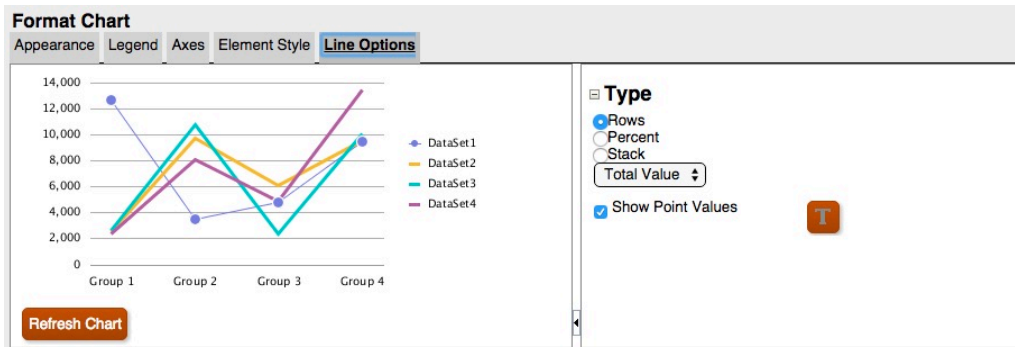 Format Chart
Appearance Legend Axes Element Style Line Options
14,000
12,000
10,000
8,000
6,000
4,000
2,000
0
Group 1 Group 2 Group 3 Group 4
DataSet1
DataSet2
DataSet3
DataSet4
Refresh Chart
Type
Rows
Percent
Stack
Total Value
Show Point Values
T